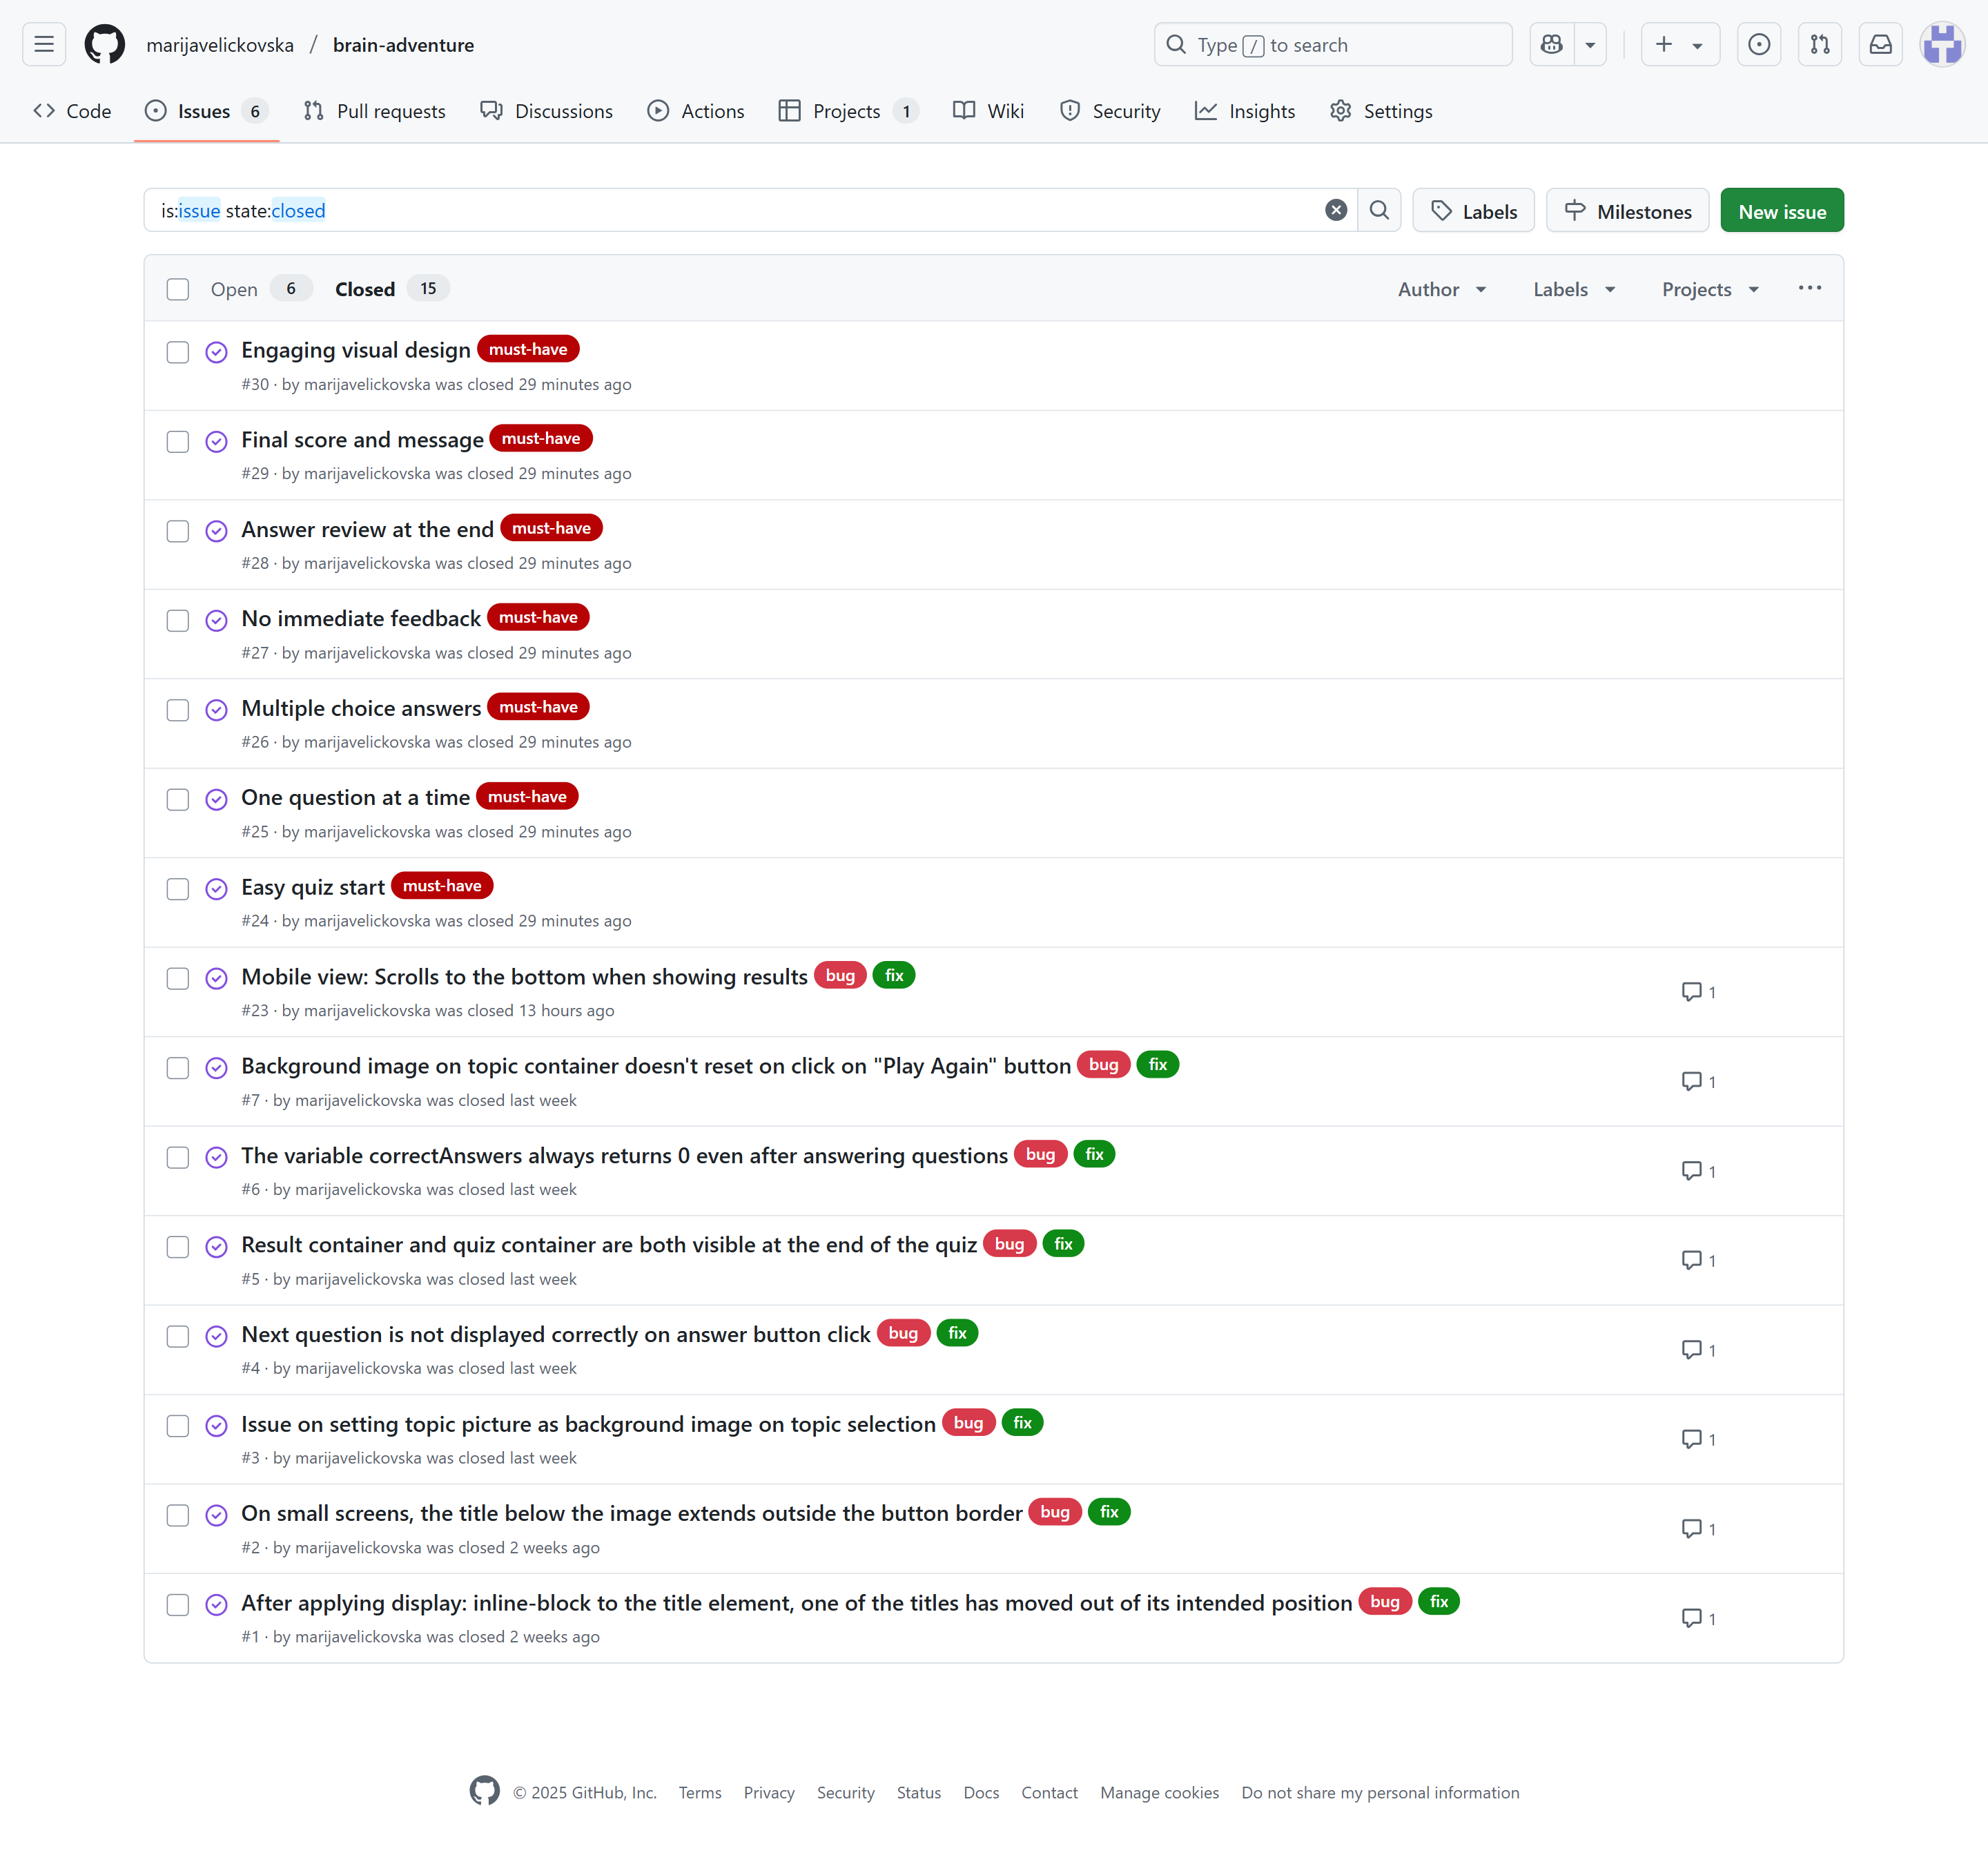 marijavelickovska / brain-adventure
Type / to search
Code
Issues 6
Pull requests
Discussions
Actions
Projects 1
Wiki
Security
Insights
Settings
is:issue state:closed
Labels
Milestones
New issue
Open 6
Closed 15
Author
Labels
Projects
Engaging visual design must-have
#30 · by marijavelickovska was closed 29 minutes ago
Final score and message must-have
#29 · by marijavelickovska was closed 29 minutes ago
Answer review at the end must-have
#28 · by marijavelickovska was closed 29 minutes ago
No immediate feedback must-have
#27 · by marijavelickovska was closed 29 minutes ago
Multiple choice answers must-have
#26 · by marijavelickovska was closed 29 minutes ago
One question at a time must-have
#25 · by marijavelickovska was closed 29 minutes ago
Easy quiz start must-have
#24 · by marijavelickovska was closed 29 minutes ago
Mobile view: Scrolls to the bottom when showing results bug fix
1
#23 · by marijavelickovska was closed 13 hours ago
Background image on topic container doesn't reset on click on "Play Again" button bug fix
1
#7 · by marijavelickovska was closed last week
The variable correctAnswers always returns 0 even after answering questions bug fix
1
#6 · by marijavelickovska was closed last week
Result container and quiz container are both visible at the end of the quiz bug fix
1
#5 · by marijavelickovska was closed last week
Next question is not displayed correctly on answer button click bug fix
1
#4 · by marijavelickovska was closed last week
Issue on setting topic picture as background image on topic selection bug fix
1
#3 · by marijavelickovska was closed last week
On small screens, the title below the image extends outside the button border bug fix
1
#2 · by marijavelickovska was closed 2 weeks ago
After applying display: inline-block to the title element, one of the titles has moved out of its intended position bug fix
1
#1 · by marijavelickovska was closed 2 weeks ago
© 2025 GitHub, Inc. Terms Privacy Security Status Docs Contact Manage cookies Do not share my personal information